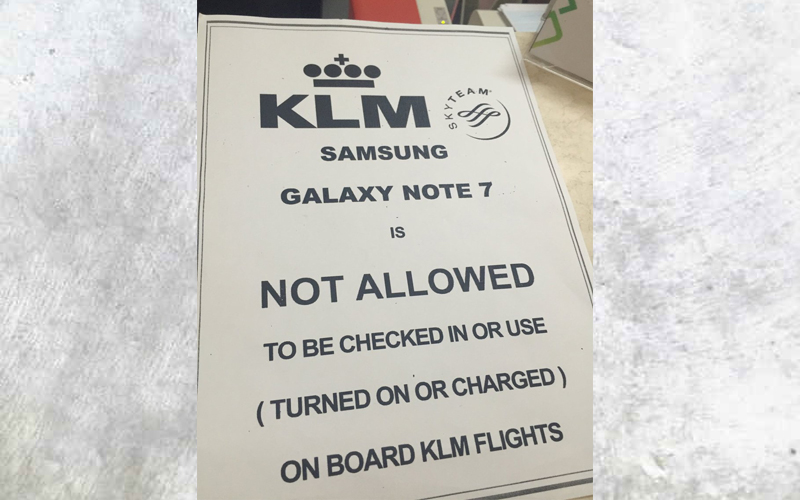 KLM
SKYTEAM
SAMSUNG
GALAXY NOTE 7
IS
NOT ALLOWED
TO BE CHECKED IN OR USE
( TURNED ON OR CHARGED )
ON BOARD KLM FLIGHTS